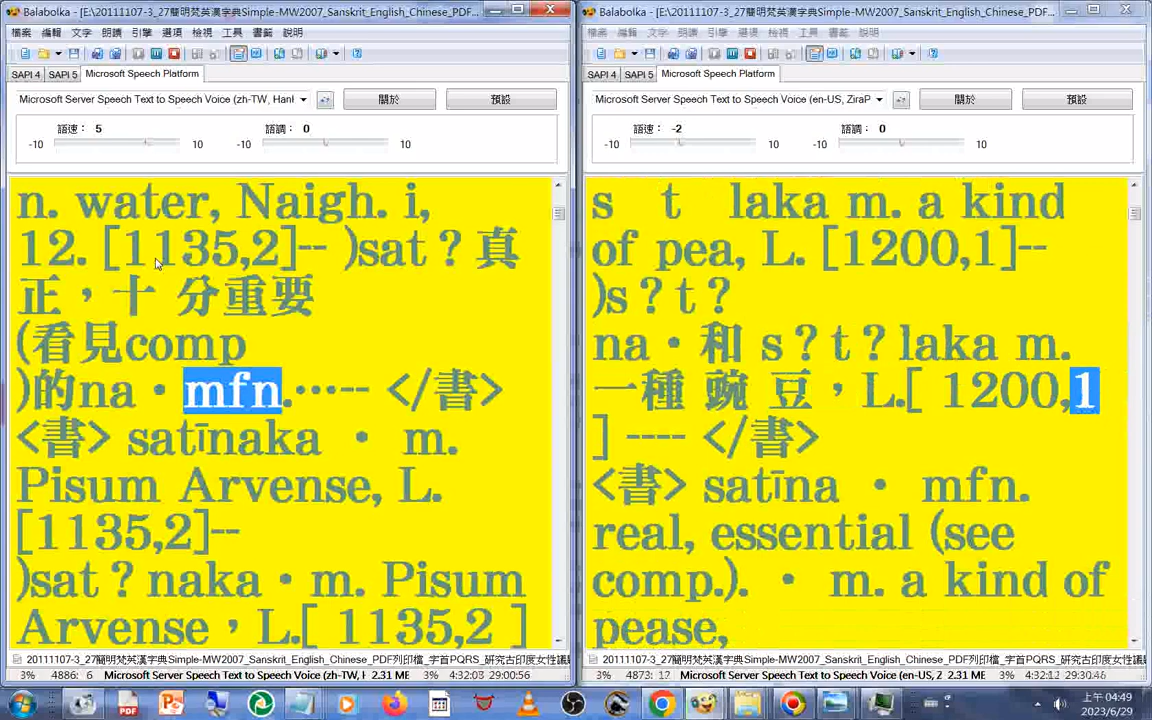 Balabolka - [E:\20111107-3_27簡明梵英漢字典Simple-MW2007_Sanskrit_English_Chinese_PDF...
檔案 編輯 文字 朗讀 引擎 選項 檢視 工具 書籤 說明
SAPI 4 SAPI 5 Microsoft Speech Platform
Microsoft Server Speech Text to Speech Voice (zh-TW, Hanl
關於 預設
語速： 5 語調： 0
-10 10 -10 10
n. water, Naigh. i,
12. [1135,2]-- )sat？真
正，十 分重要
(看見comp
)的na‧mfn.…-- </書>
<書> satīnaka ‧ m.
Pisum Arvense, L.
[1135,2]--
)sat？naka‧m. Pisum
Arvense，L.[ 1135,2 ]
20111107-3_27簡明梵英漢字典Simple-MW2007_Sanskrit_English_Chinese_PDF列印檔_字首PQRS_研究古印度女性議
3% 4886: 6 Microsoft Server Speech Text to Speech Voice (zh-TW, H 2.31 MB 3% 4:32:03 29:00:56
Balabolka - [E:\20111107-3_27簡明梵英漢字典Simple-MW2007_Sanskrit_English_Chinese_PDF...
檔案 編輯 文字 朗讀 引擎 選項 檢視 工具 書籤 說明
SAPI 4 SAPI 5 Microsoft Speech Platform
Microsoft Server Speech Text to Speech Voice (en-US, ZiraP
關於 預設
語速： -2 語調： 0
-10 10 -10 10
s t laka m. a kind
of pea, L. [1200,1]--
)s？t？
na‧和 s？t？laka m.
一種 豌 豆，L.[ 1200,1
] ---- </書>
<書> satīna ‧ mfn.
real, essential (see
comp.). ‧ m. a kind of
pease,
20111107-3_27簡明梵英漢字典Simple-MW2007_Sanskrit_English_Chinese_PDF列印檔_字首PQRS_研究古印度女性議
3% 4873: 12 Microsoft Server Speech Text to Speech Voice (en-US, Z 2.31 MB 3% 4:32:12 29:30:46
上午 04:49
2023/6/29